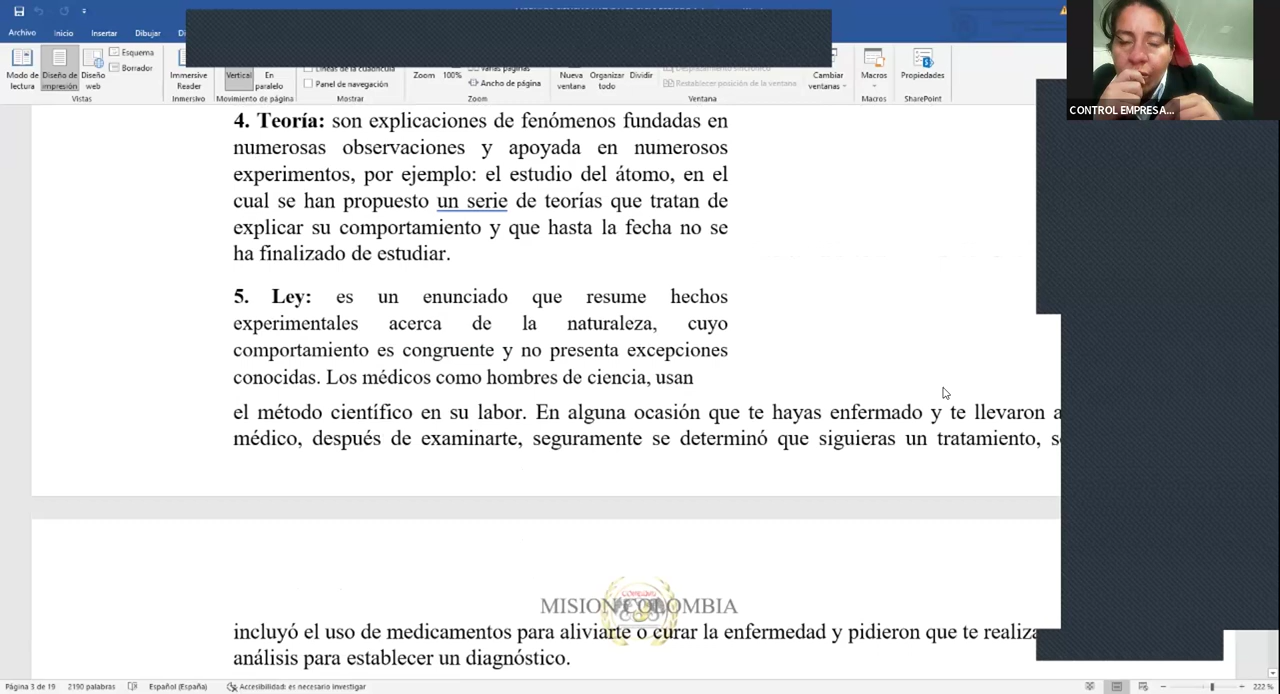 Archivo Inicio Insertar Dibujar
Esquema
Borrador
Modo de lectura Diseño de impresión Diseño web
Vistas
Immersive Reader
Inmersivo
Vertical En paralelo
Movimiento de página
Líneas de la cuadrícula
Panel de navegación
Mostrar
Zoom 100%
Varias páginas
Ancho de página
Zoom
Nueva ventana Organizar todo Dividir
Desplazamiento sincrónico
Restablecer posición de la ventana
Ventana
Cambiar ventanas
Macros
Macros
Propiedades
SharePoint
CONTROL EMPRESA...
4. Teoría: son explicaciones de fenómenos fundadas en
numerosas observaciones y apoyada en numerosos
experimentos, por ejemplo: el estudio del átomo, en el
cual se han propuesto un serie de teorías que tratan de
explicar su comportamiento y que hasta la fecha no se
ha finalizado de estudiar.
5. Ley: es un enunciado que resume hechos
experimentales acerca de la naturaleza, cuyo
comportamiento es congruente y no presenta excepciones
conocidas. Los médicos como hombres de ciencia, usan
el método científico en su labor. En alguna ocasión que te hayas enfermado y te llevaron
médico, después de examinarte, seguramente se determinó que siguieras un tratamiento,
MISION COLOMBIA
incluyó el uso de medicamentos para aliviarte o curar la enfermedad y pidieron que te
análisis para establecer un diagnóstico.
Página 3 de 19 2190 palabras Español (España) Accesibilidad: es necesario investigar 222 %